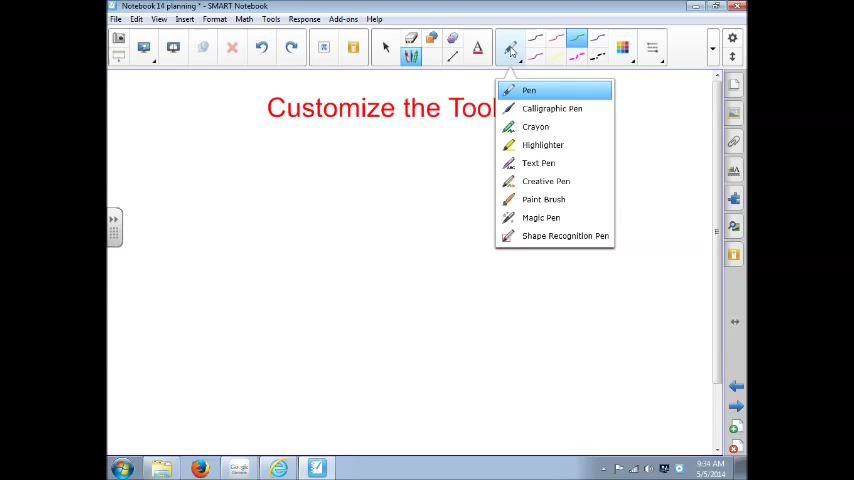 Notebook 14 planning * - SMART Notebook
File Edit View Insert Format Math Tools Response Add-ons Help
A
Customize the Tool
Pen
Calligraphic Pen
Crayon
Highlighter
Text Pen
Creative Pen
Paint Brush
Magic Pen
Shape Recognition Pen
9:34 AM
5/5/2014